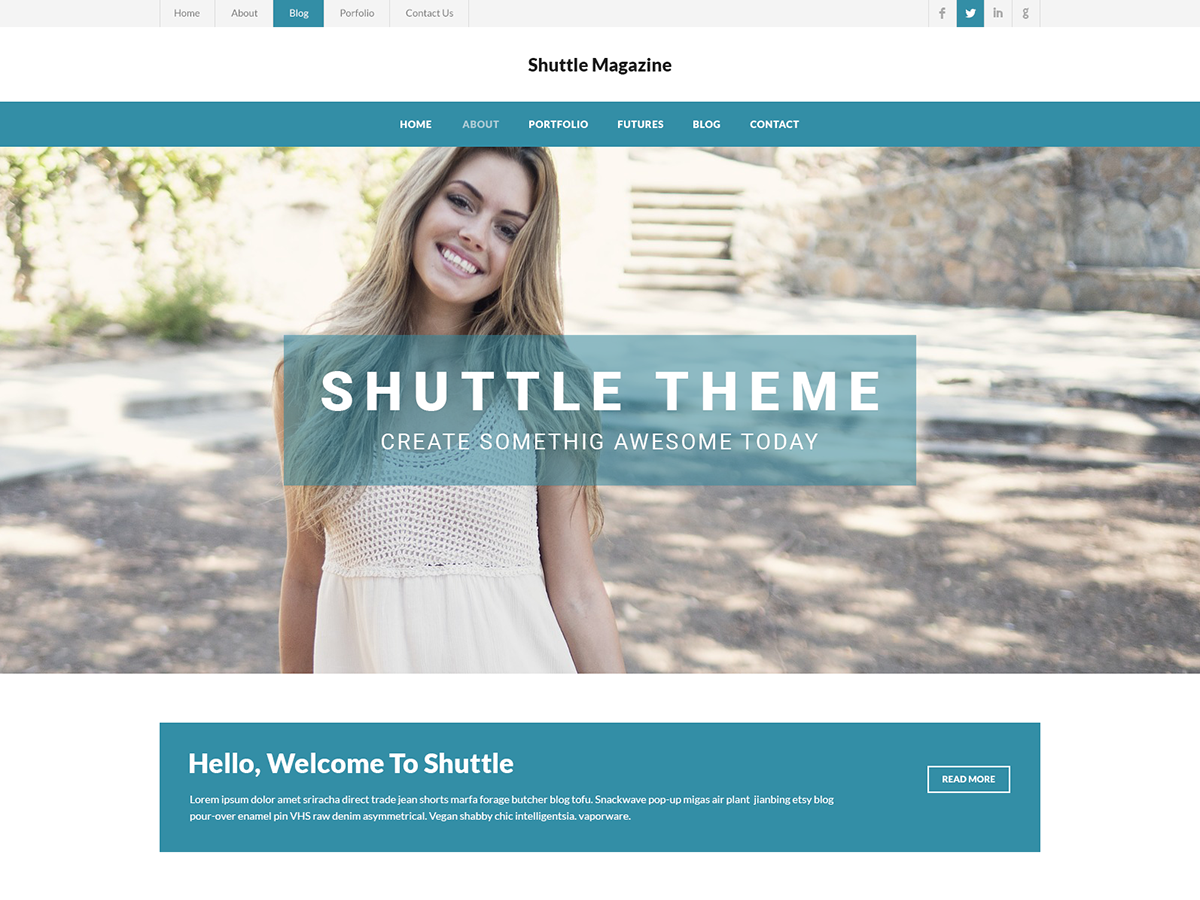 Home About Blog Porfolio Contact Us
Shuttle Magazine
HOME ABOUT PORTFOLIO FUTURES BLOG CONTACT
SHUTTLE THEME
CREATE SOMETHIG AWESOME TODAY
Hello, Welcome To Shuttle
READ MORE
Lorem ipsum dolor amet sriracha direct trade jean shorts marfa forage butcher blog tofu. Snackwave pop-up migas air plant jianbing etsy blog
pour-over enamel pin VHS raw denim asymmetrical. Vegan shabby chic intelligentsia. vaporware.